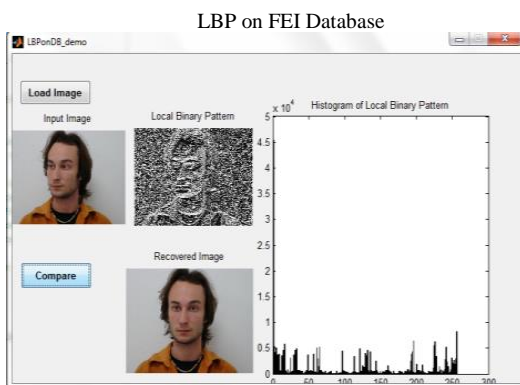 LBP on FEI Database
LBPonDB_demo
Load Image
Input Image
Local Binary Pattern
Histogram of Local Binary Pattern
x 10^4
5
4.5
4
3.5
3
2.5
2
1.5
1
0.5
0
0 50 100 150 200 250 300
Recovered Image
Compare